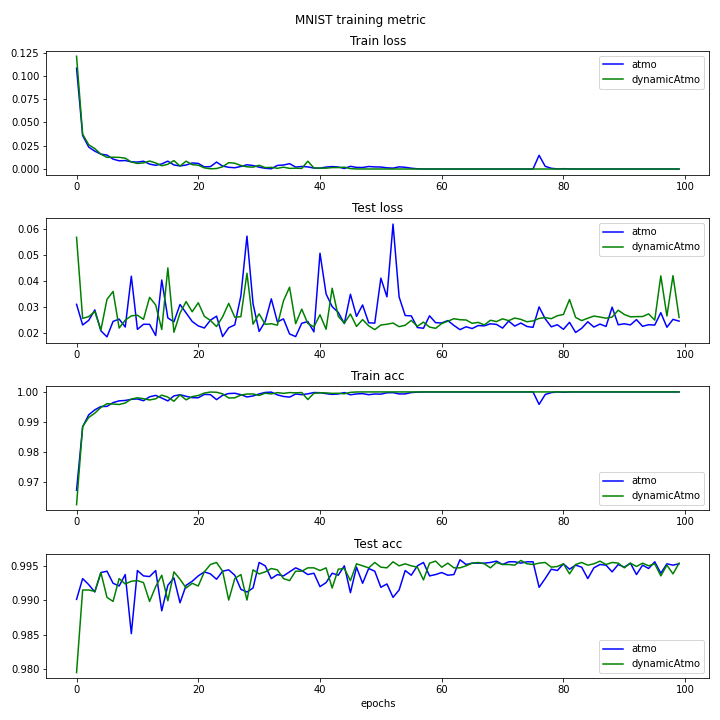 MNIST training metric
Train loss
0.125
0.100
0.075
0.050
0.025
0.000
atmo
dynamicAtmo
0 20 40 60 80 100
Test loss
0.06
0.05
0.04
0.03
0.02
atmo
dynamicAtmo
0 20 40 60 80 100
Train acc
1.00
0.99
0.98
0.97
atmo
dynamicAtmo
0 20 40 60 80 100
Test acc
0.995
0.990
0.985
0.980
atmo
dynamicAtmo
0 20 40 60 80 100
epochs